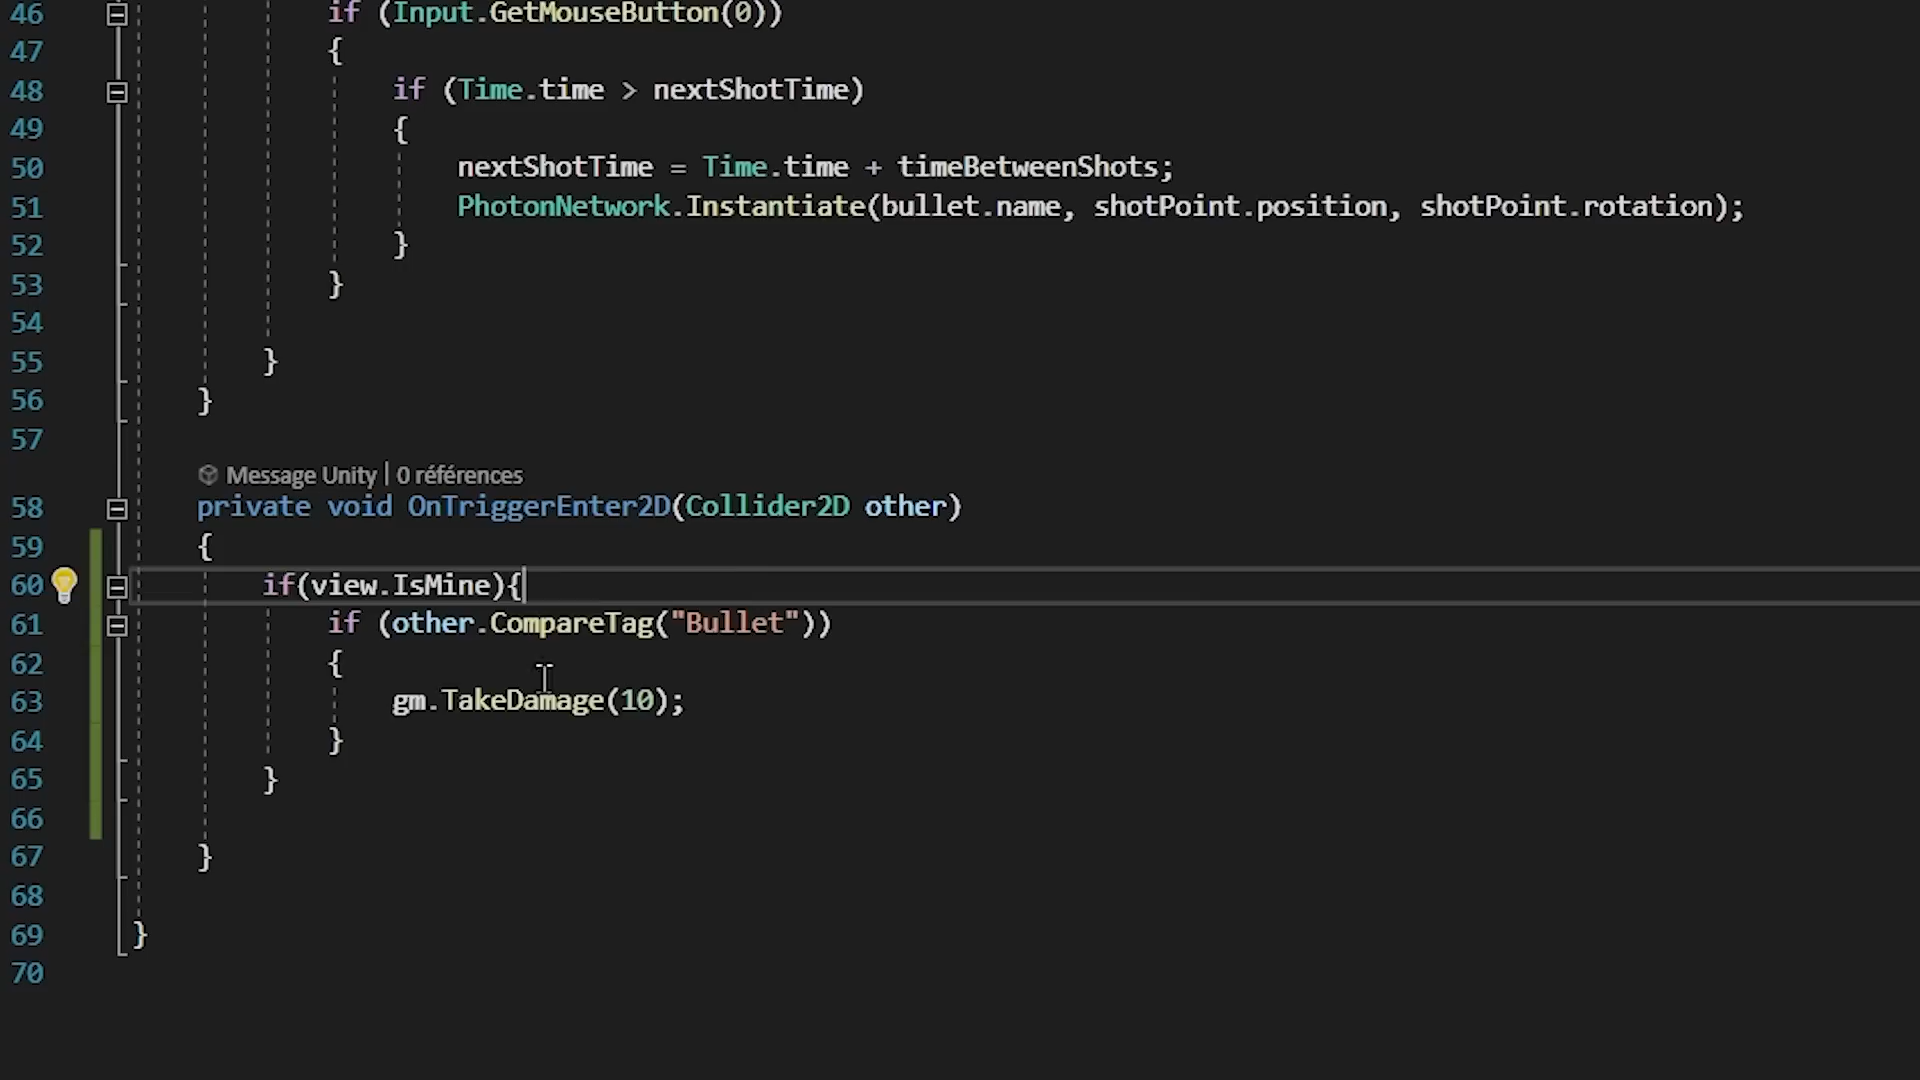 46 if (Input.GetMouseButton(0))
47 {
48 if (Time.time > nextShotTime)
49 {
50 nextShotTime = Time.time + timeBetweenShots;
51 PhotonNetwork.Instantiate(bullet.name, shotPoint.position, shotPoint.rotation);
52 }
53 }
54
55 }
56 }
57
Message Unity | 0 références
58 private void OnTriggerEnter2D(Collider2D other)
59 {
60 if(view.IsMine){
61 if (other.CompareTag("Bullet"))
62 {
63 gm.TakeDamage(10);
64 }
65 }
66
67 }
68
69 }
70